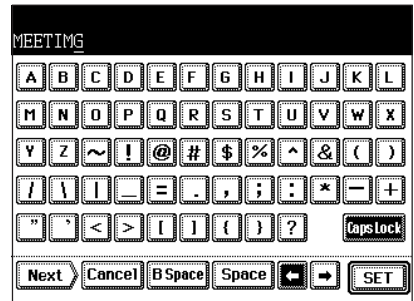 MEETIMG
A B C D E F G H I J K L
M N O P Q R S T U V W X
Y Z ~ ! @ # $ % ^ & ( )
/ \ | _ = . , ; : * − +
" ' < > [ ] { } ? Caps Lock
Next Cancel B Space Space ← → SET